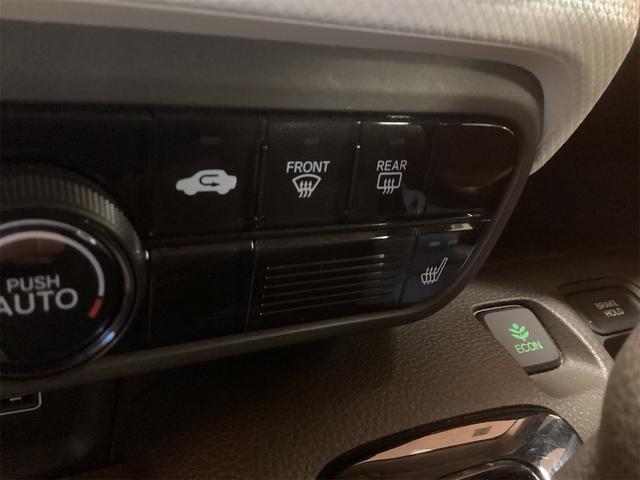 FRONT
REAR
PUSH
AUTO
ECON
BRAKE
HOLD